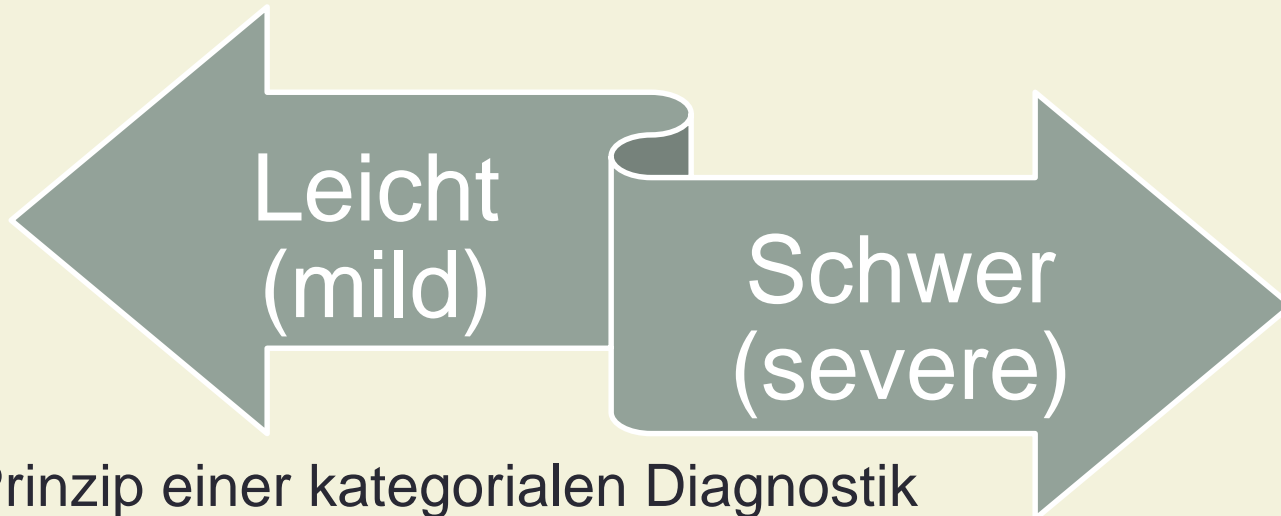 Leicht
(mild)
Schwer
(severe)
Prinzip einer kategorialen Diagnostik